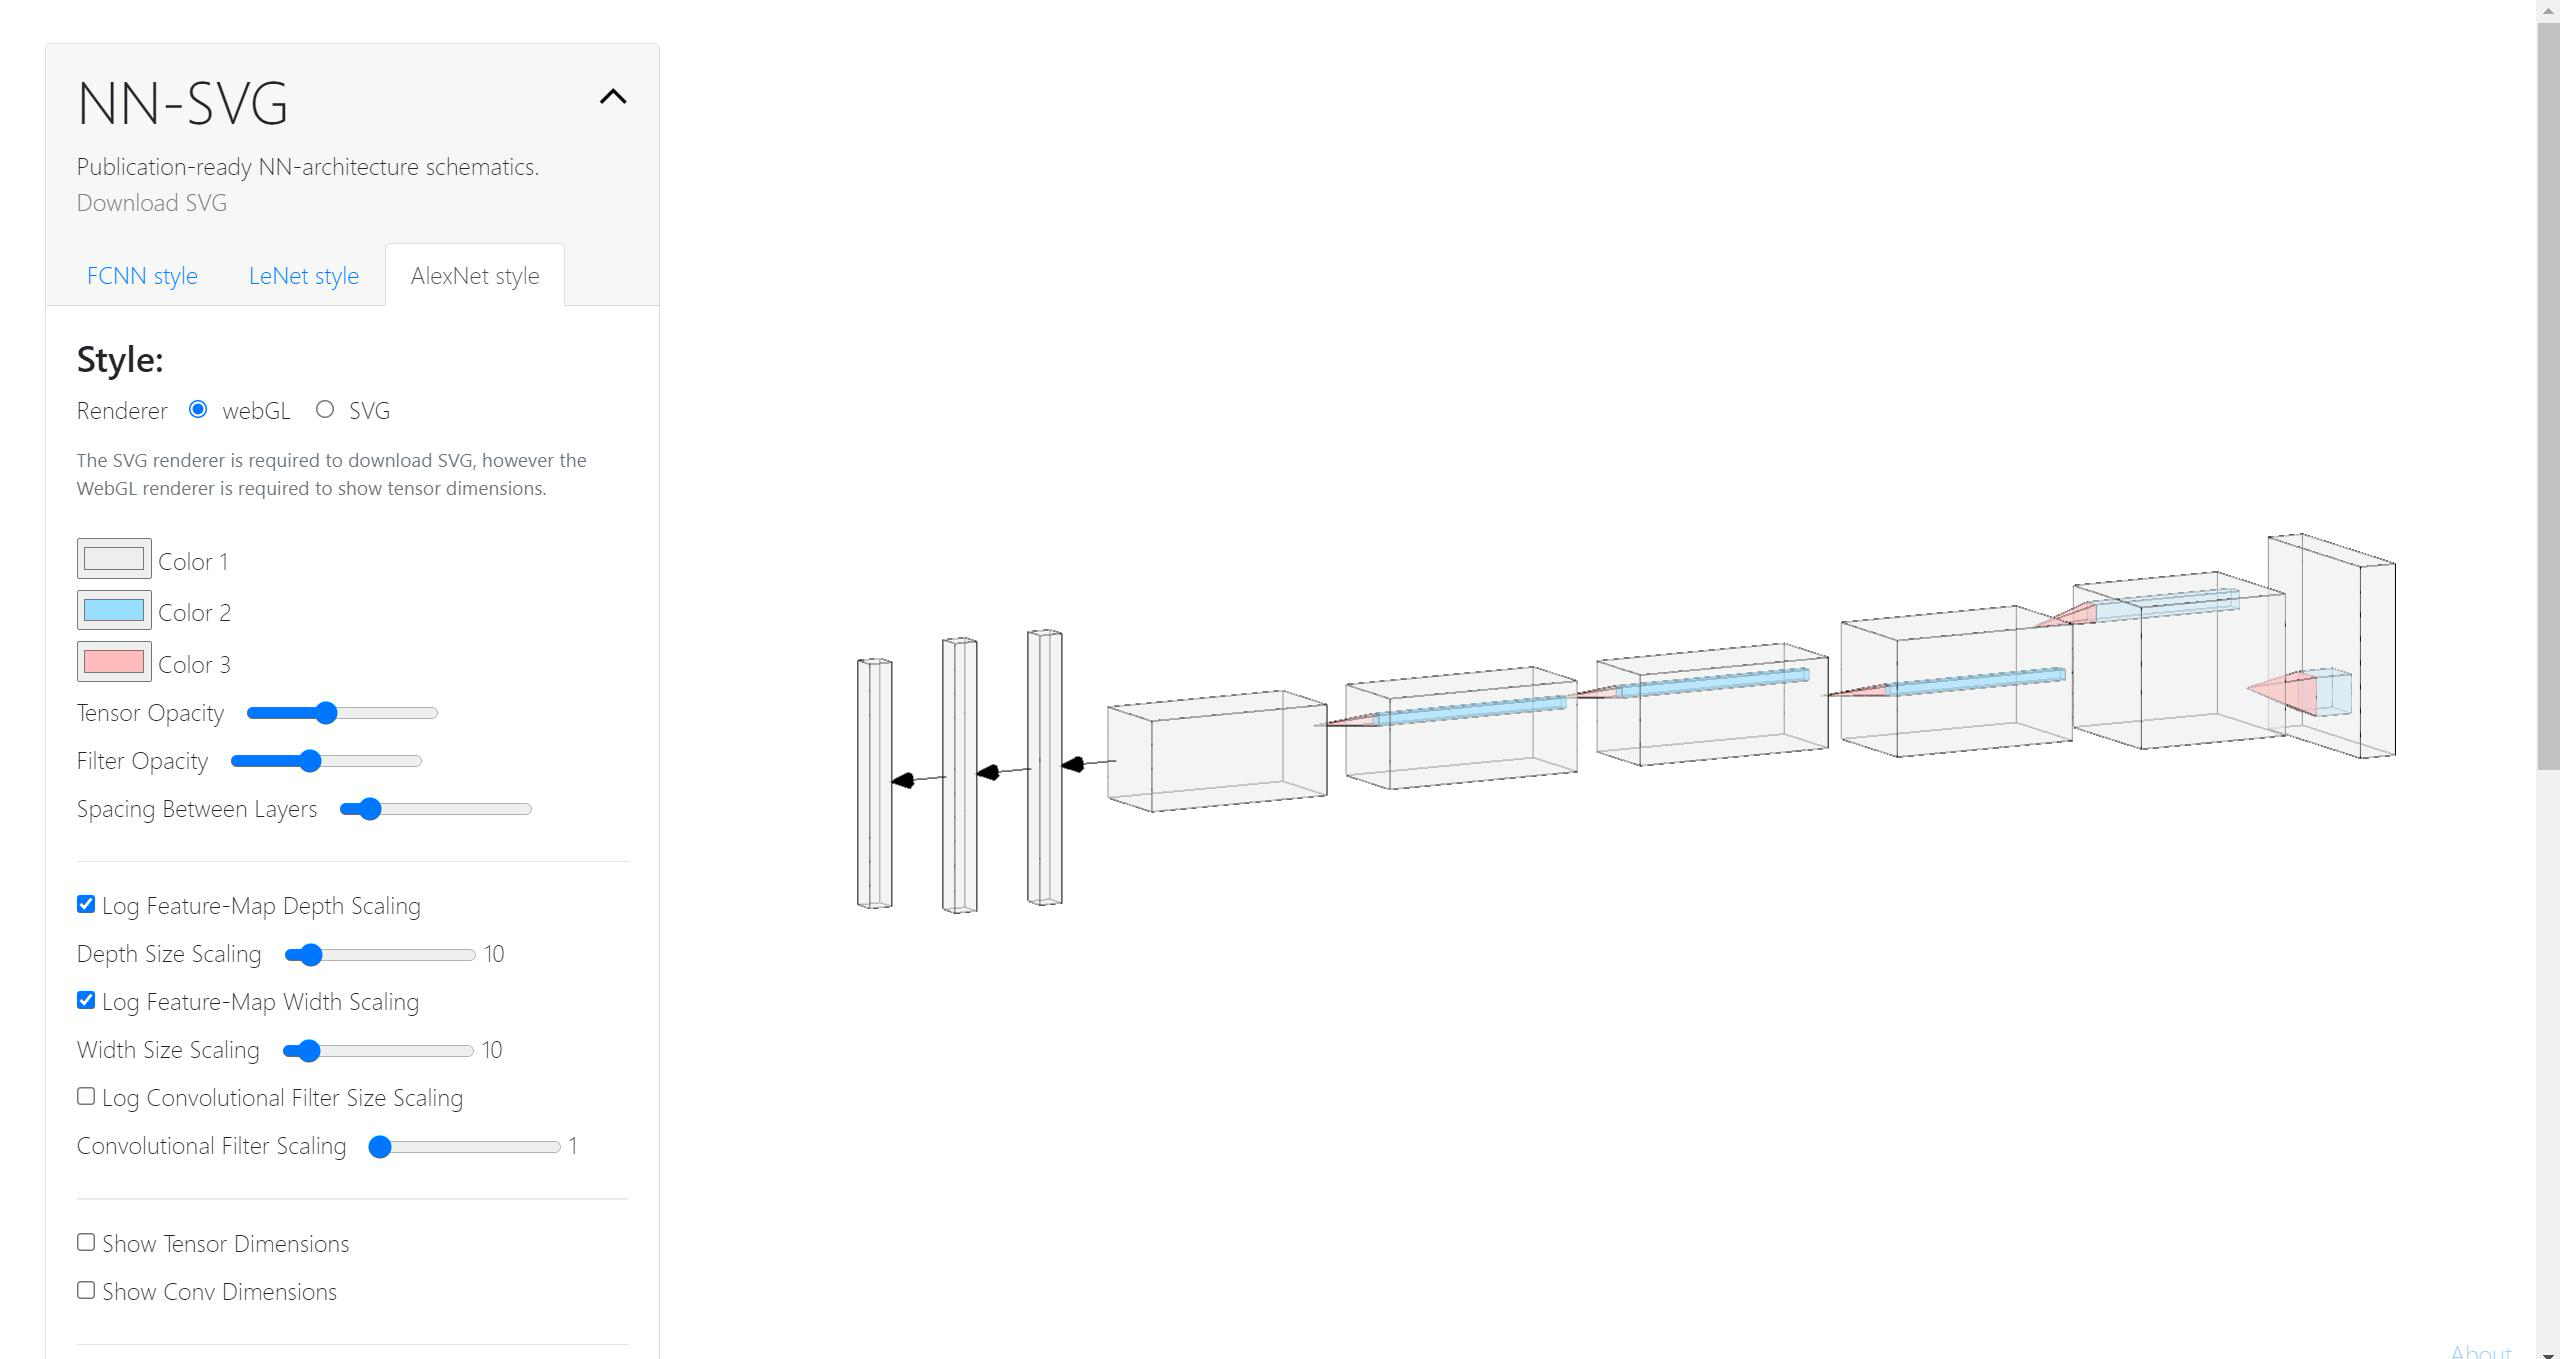 NN-SVG
Publication-ready NN-architecture schematics.
Download SVG
FCNN style LeNet style AlexNet style
Style:
Renderer webGL SVG
The SVG renderer is required to download SVG, however the
WebGL renderer is required to show tensor dimensions.
Color 1
Color 2
Color 3
Tensor Opacity
Filter Opacity
Spacing Between Layers
Log Feature-Map Depth Scaling
Depth Size Scaling 10
Log Feature-Map Width Scaling
Width Size Scaling 10
Log Convolutional Filter Size Scaling
Convolutional Filter Scaling 1
Show Tensor Dimensions
Show Conv Dimensions
About